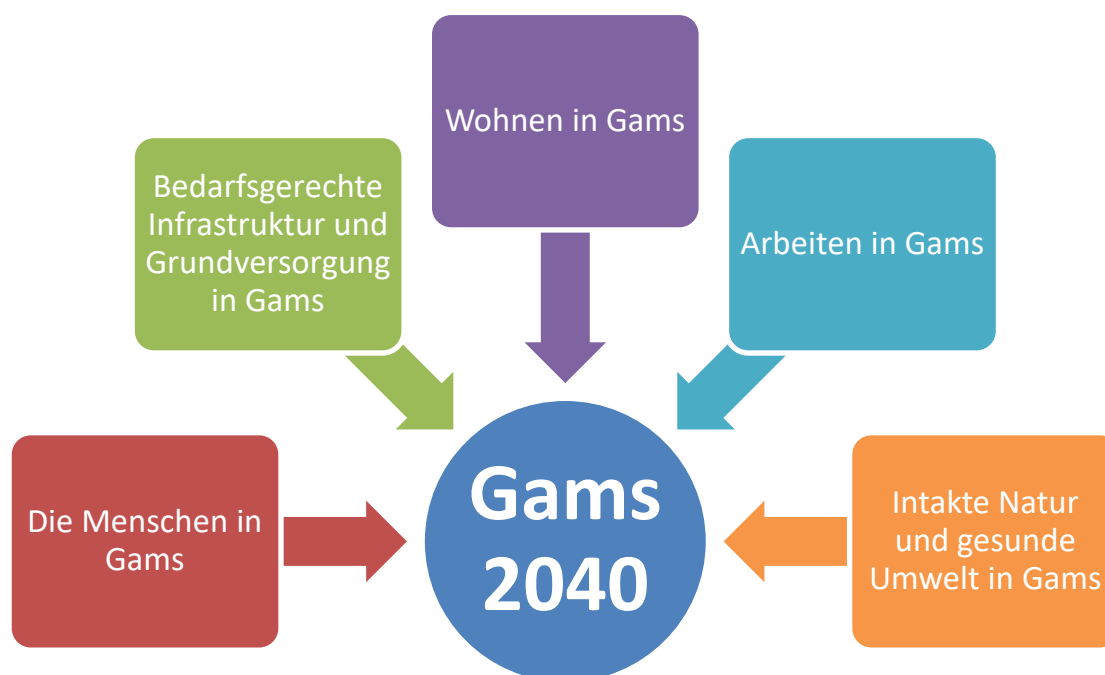 Wohnen in Gams
Bedarfsgerechte
Infrastruktur und
Grundversorgung
in Gams
Arbeiten in Gams
Die Menschen in
Gams
Gams
2040
Intakte Natur
und gesunde
Umwelt in Gams